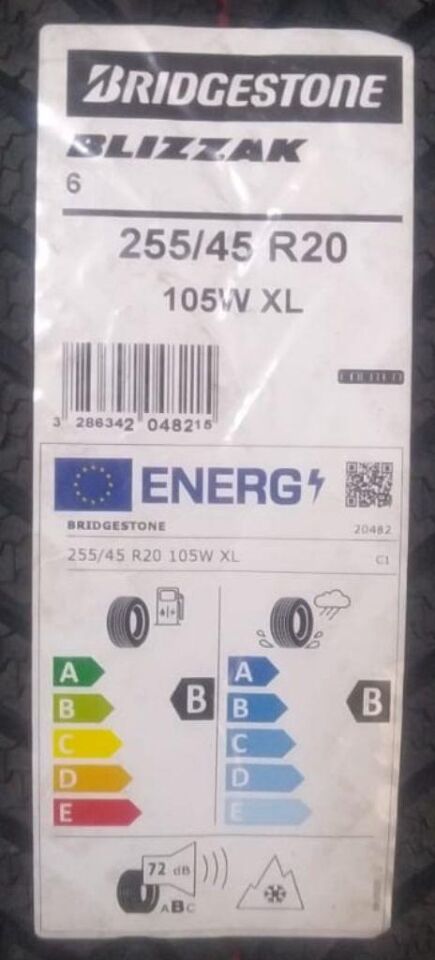 BRIDGESTONE
BLIZZAK
6
255/45 R20
105W XL
3 286342 048215
ENERG
BRIDGESTONE
20482
255/45 R20 105W XL
C1
A
B
C
D
E
B
A
B
C
D
E
B
72 dB
ABC